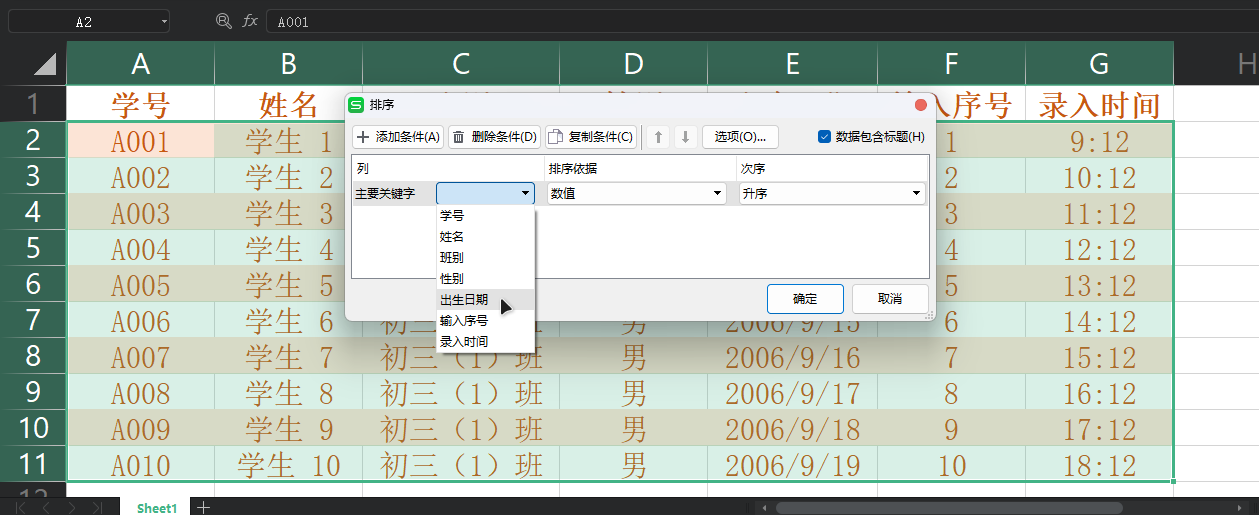 A2 fx A001
A B C D E F G H
1 学号 姓名 序号 录入时间
排序
添加条件(A) 删除条件(D) 复制条件(C) 选项(O)... 数据包含标题(H)
列 排序依据 次序
主要关键字 数值 升序
学号
姓名
班别
性别
出生日期
输入序号
录入时间
确定 取消
2 A001 学生 1 1 9:12
3 A002 学生 2 2 10:12
4 A003 学生 3 3 11:12
5 A004 学生 4 4 12:12
6 A005 学生 5 5 13:12
7 A006 学生 6 初三（1）班 男 2006/9/15 6 14:12
8 A007 学生 7 初三（1）班 男 2006/9/16 7 15:12
9 A008 学生 8 初三（1）班 男 2006/9/17 8 16:12
10 A009 学生 9 初三（1）班 男 2006/9/18 9 17:12
11 A010 学生 10 初三（1）班 男 2006/9/19 10 18:12
12
Sheet1